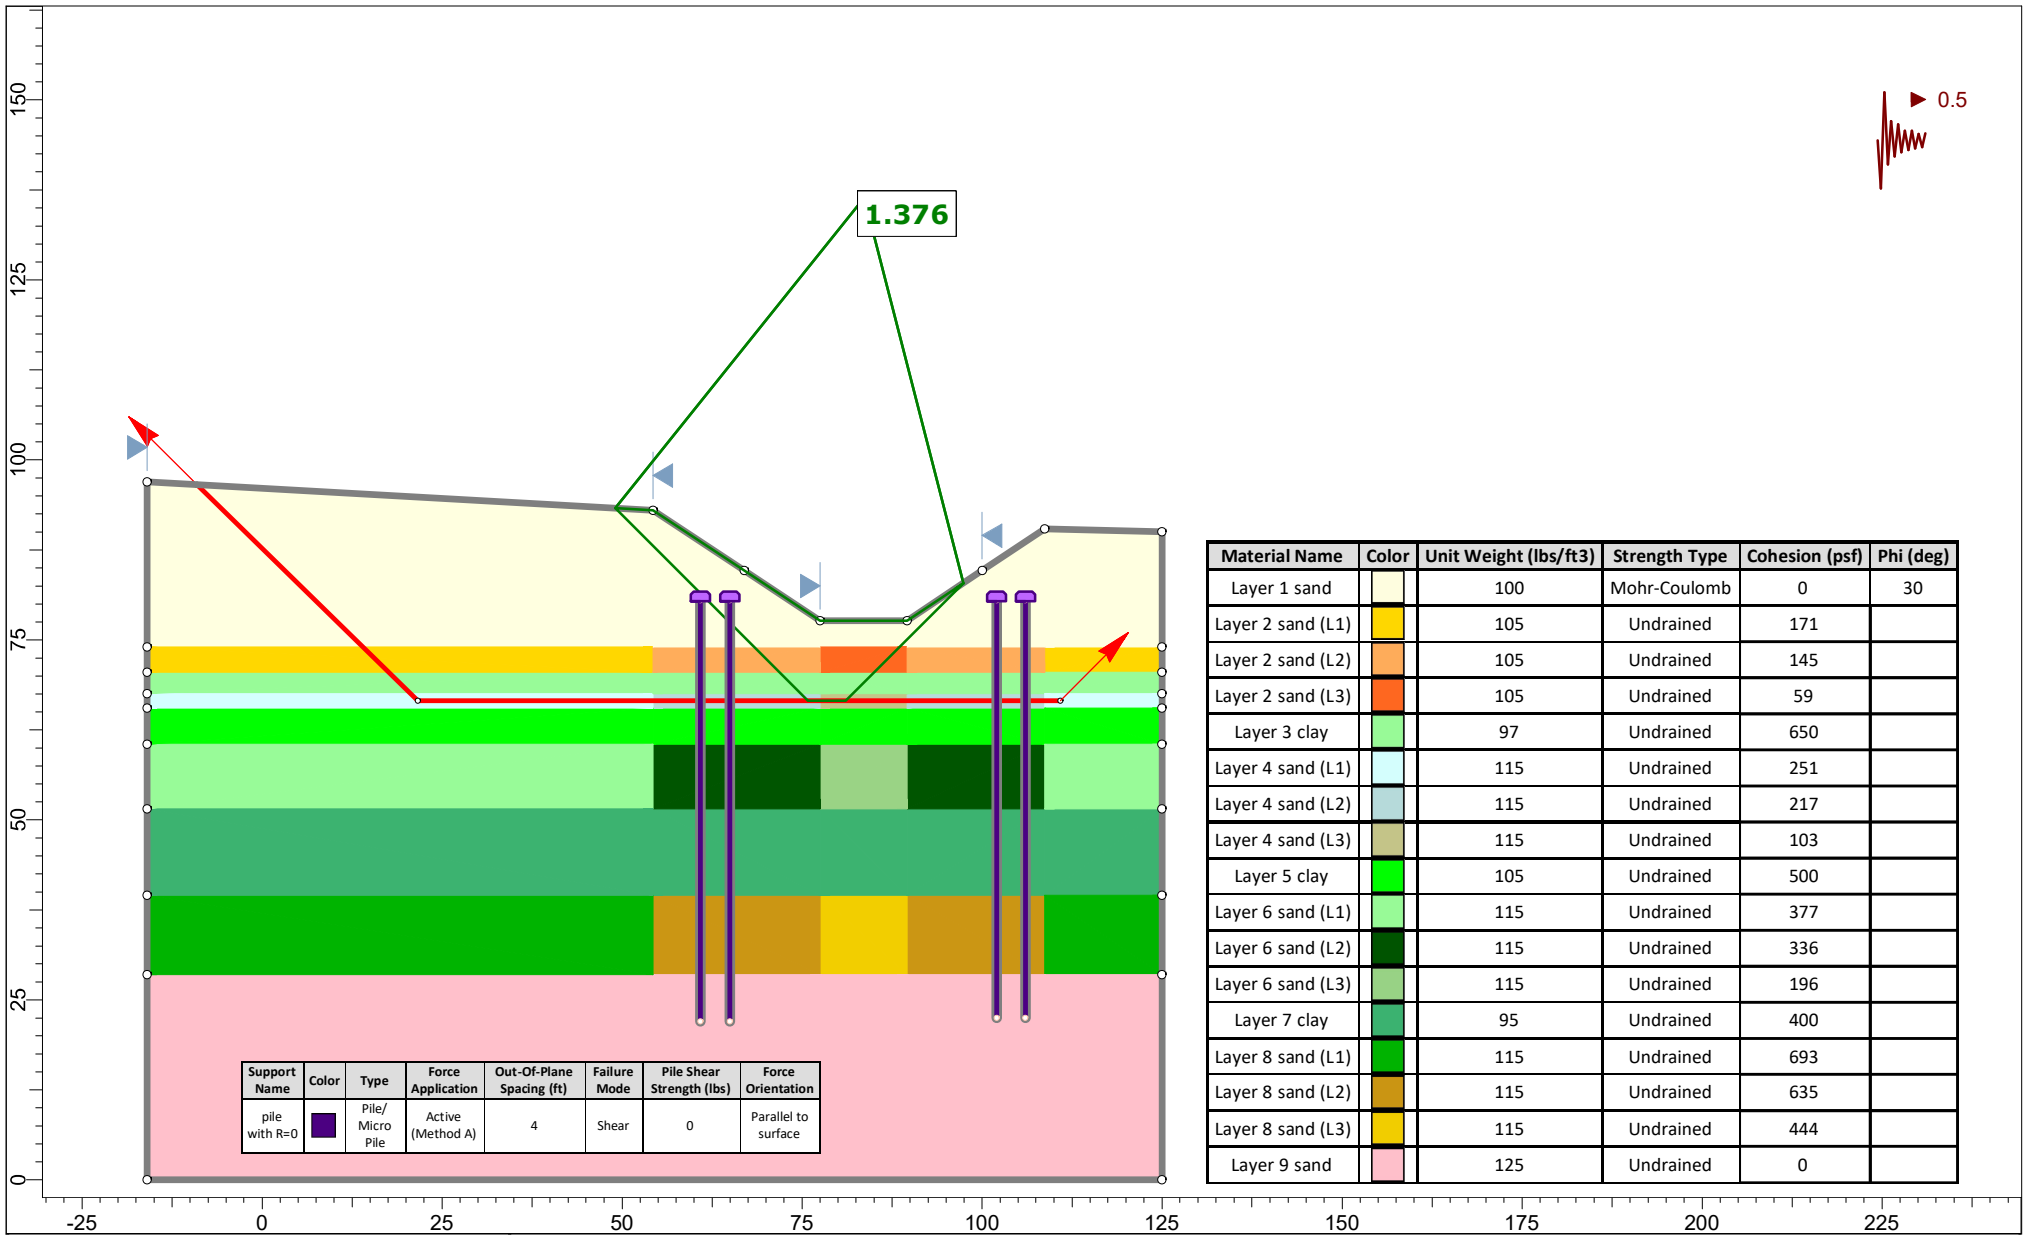 0.5
1.376
150
125
100
75
50
25
0
-25 0 25 50 75 100 125 150 175 200 225
Material Name Color Unit Weight (lbs/ft3) Strength Type Cohesion (psf) Phi (deg)
Layer 1 sand 100 Mohr-Coulomb 0 30
Layer 2 sand (L1) 105 Undrained 171
Layer 2 sand (L2) 105 Undrained 145
Layer 2 sand (L3) 105 Undrained 59
Layer 3 clay 97 Undrained 650
Layer 4 sand (L1) 115 Undrained 251
Layer 4 sand (L2) 115 Undrained 217
Layer 4 sand (L3) 115 Undrained 103
Layer 5 clay 105 Undrained 500
Layer 6 sand (L1) 115 Undrained 377
Layer 6 sand (L2) 115 Undrained 336
Layer 6 sand (L3) 115 Undrained 196
Layer 7 clay 95 Undrained 400
Layer 8 sand (L1) 115 Undrained 693
Layer 8 sand (L2) 115 Undrained 635
Layer 8 sand (L3) 115 Undrained 444
Layer 9 sand 125 Undrained 0
Support Name Color Type Force Application Out-Of-Plane Spacing (ft) Failure Mode Pile Shear Strength (lbs) Force Orientation
pile with R=0 Pile/ Micro Pile Active (Method A) 4 Shear 0 Parallel to surface